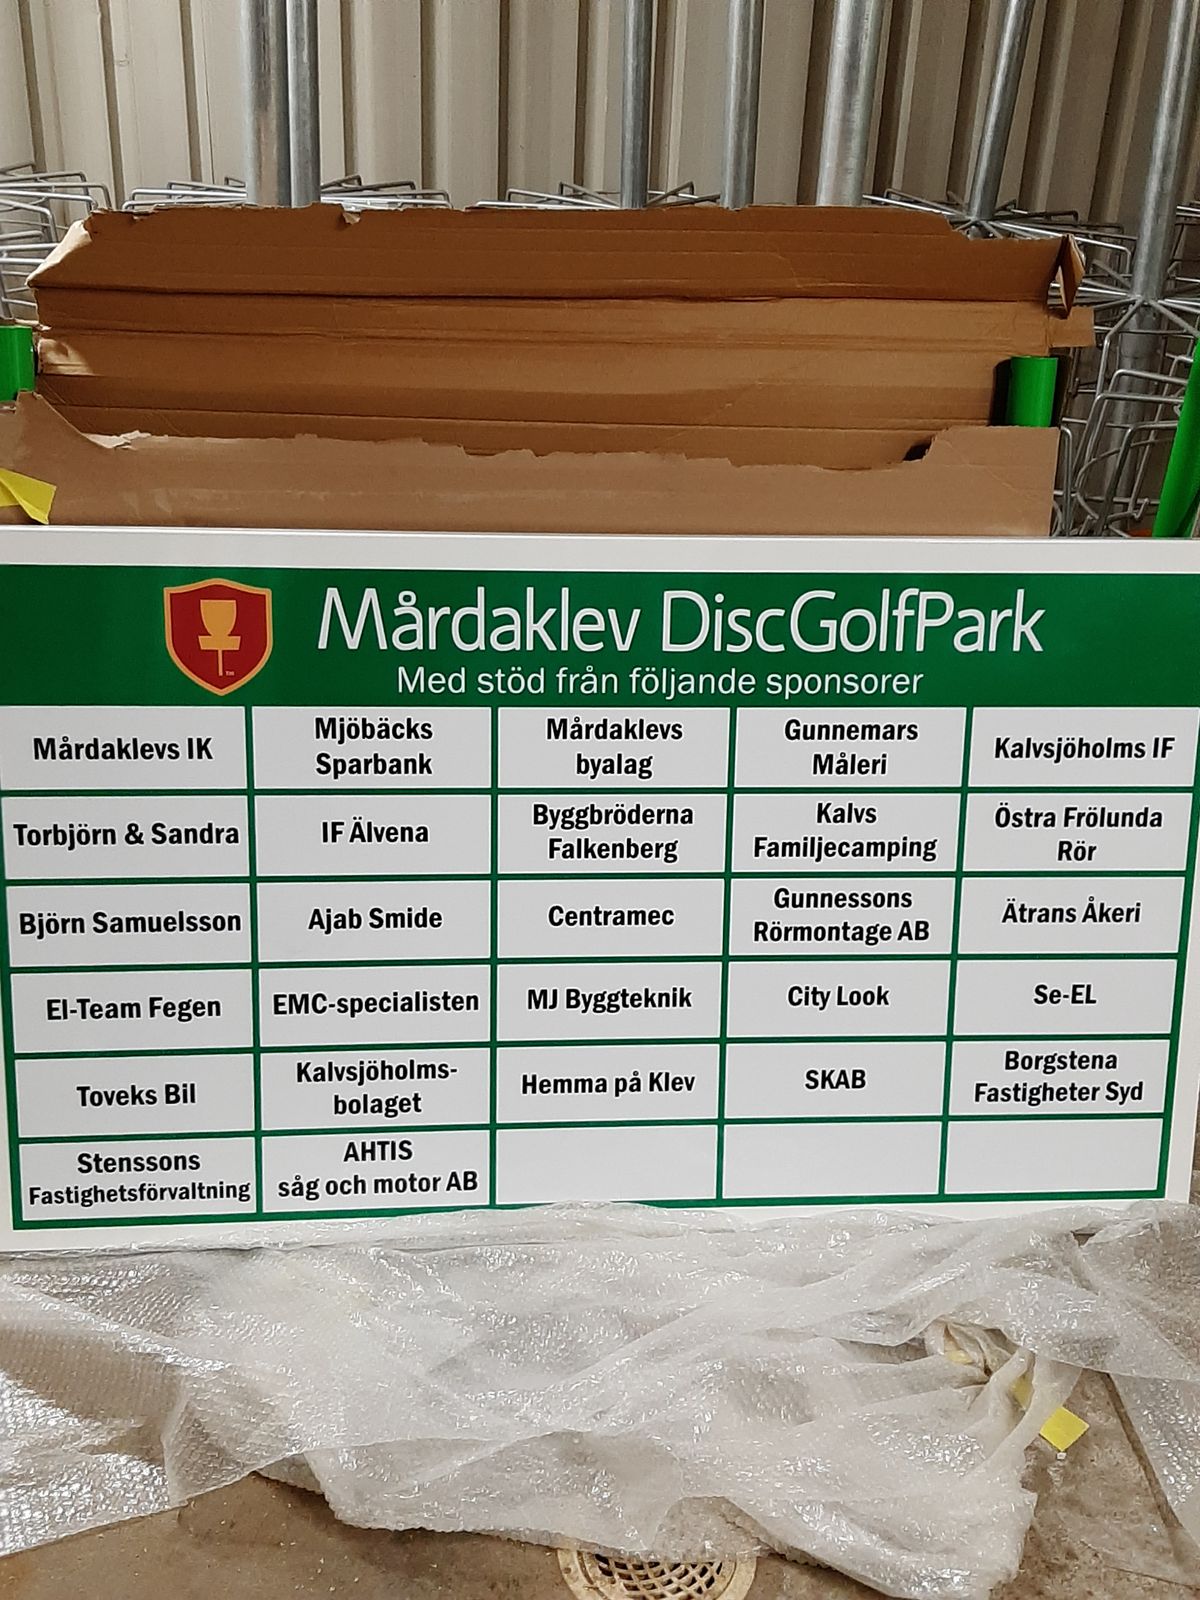 Mårdaklev DiscGolfPark
Med stöd från följande sponsorer
Mårdaklevs IK
Mjöbäcks
Sparbank
Mårdaklevs
byalag
Gunnemars
Måleri
Kalvsjöholms IF
Torbjörn & Sandra
IF Älvena
Byggbröderna
Falkenberg
Kalvs
Familjecamping
Östra Frölunda
Rör
Björn Samuelsson
Ajab Smide
Centramec
Gunnessons
Rörmontage AB
Ätrans Åkeri
El-Team Fegen
EMC-specialisten
MJ Byggteknik
City Look
Se-EL
Toveks Bil
Kalvsjöholms-
bolaget
Hemma på Klev
SKAB
Borgstena
Fastigheter Syd
Stenssons
Fastighetsförvaltning
AHTIS
såg och motor AB